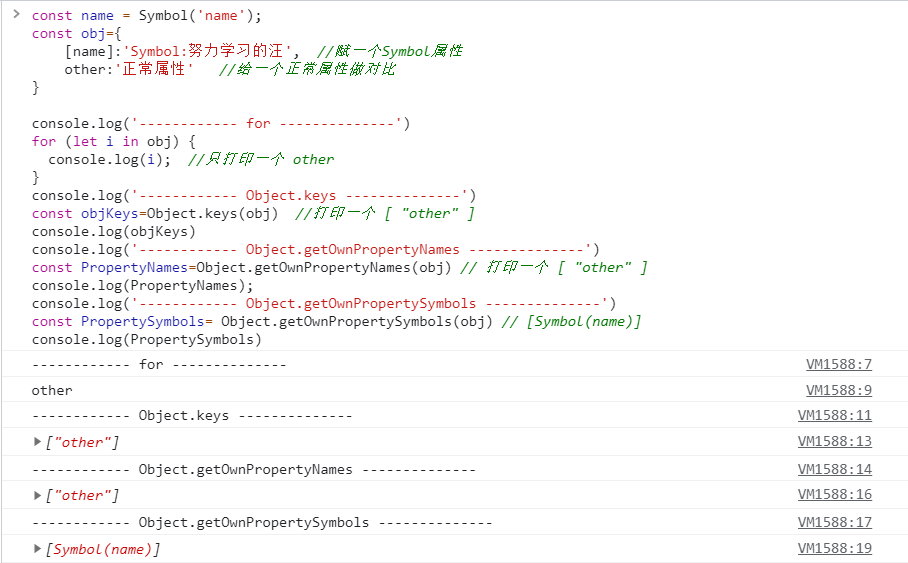 const name = Symbol('name');
const obj={
    [name]:'Symbol:努力学习的汪',  //赋一个Symbol属性
    other:'正常属性'   //给一个正常属性做对比
}

console.log('------------ for --------------')
for (let i in obj) {
  console.log(i);  //只打印一个 other
}
console.log('------------ Object.keys --------------')
const objKeys=Object.keys(obj)  //打印一个 [ "other" ]
console.log(objKeys)
console.log('------------ Object.getOwnPropertyNames --------------')
const PropertyNames=Object.getOwnPropertyNames(obj) // 打印一个 [ "other" ]
console.log(PropertyNames);
console.log('------------ Object.getOwnPropertySymbols --------------')
const PropertySymbols= Object.getOwnPropertySymbols(obj) // [Symbol(name)]
console.log(PropertySymbols)
------------ for -------------- VM1588:7
other VM1588:9
------------ Object.keys -------------- VM1588:11
["other"] VM1588:13
------------ Object.getOwnPropertyNames -------------- VM1588:14
["other"] VM1588:16
------------ Object.getOwnPropertySymbols -------------- VM1588:17
[Symbol(name)] VM1588:19